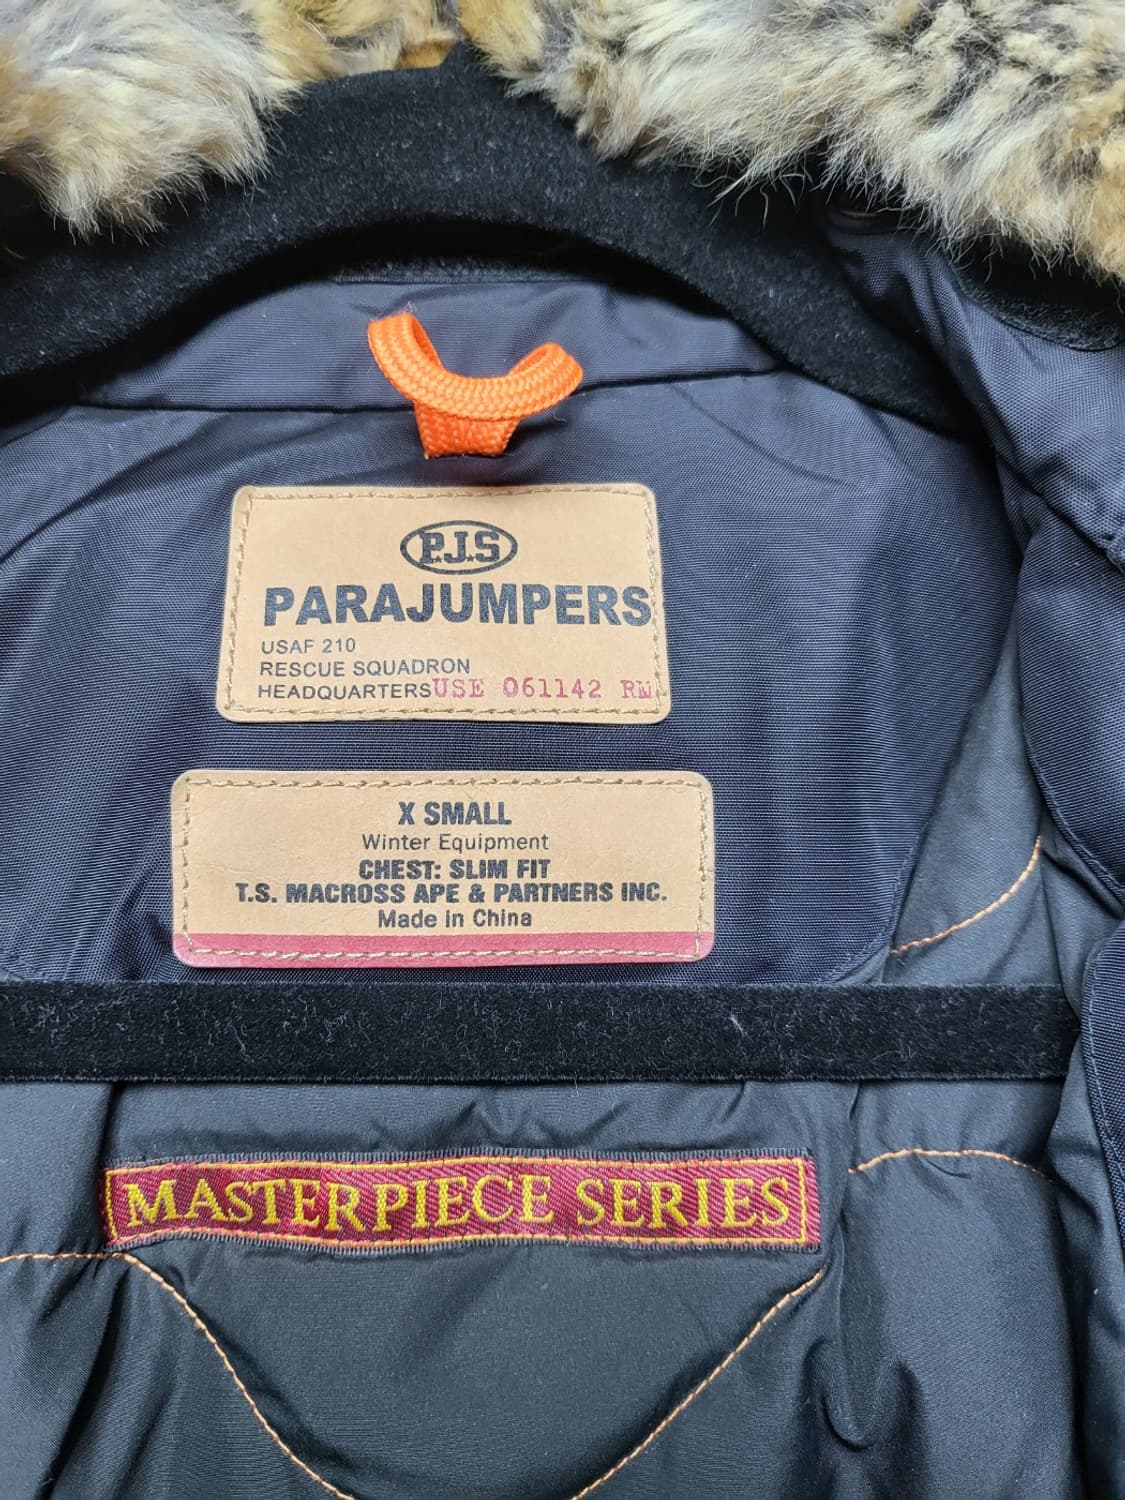 P.J.S
PARAJUMPERS
USAF 210
RESCUE SQUADRON
HEADQUARTERS USE 061142 RM
X SMALL
Winter Equipment
CHEST: SLIM FIT
T.S. MACROSS APE & PARTNERS INC.
Made In China
MASTERPIECE SERIES